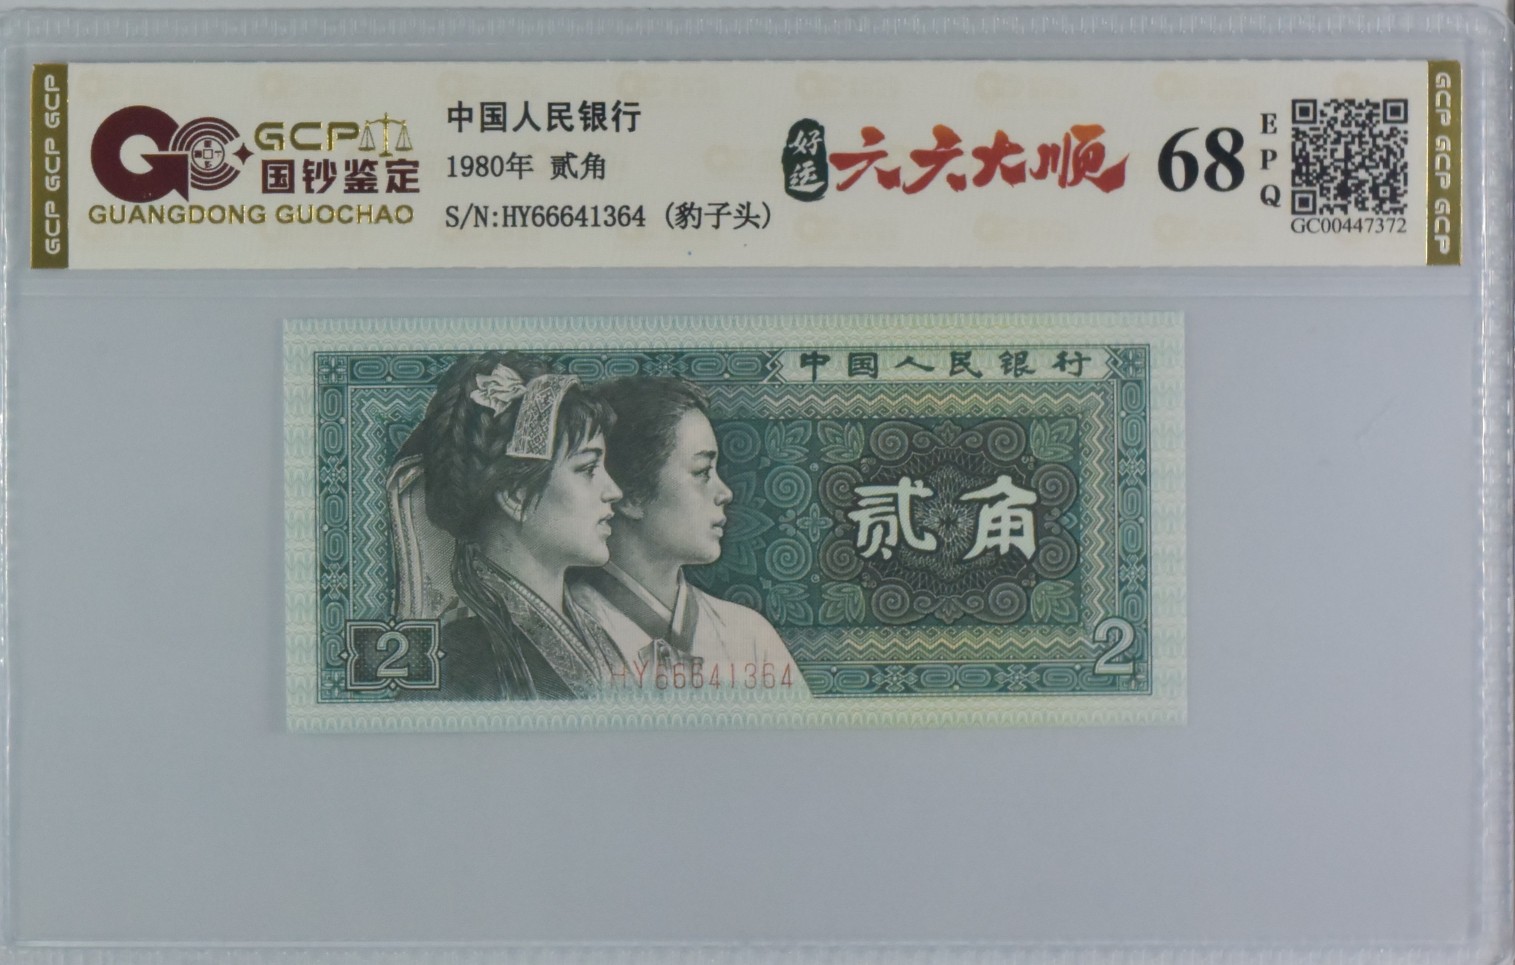 GCP GCP GCP
GCP
国钞鉴定
GUANGDONG GUOCHAO
中国人民银行
1980年 贰角
S/N:HY66641364 (豹子头)
好运
六六大顺
68
EPQ
GC00447372
GCP GCP GCP
中国人民银行
贰角
2
HY66641364
2